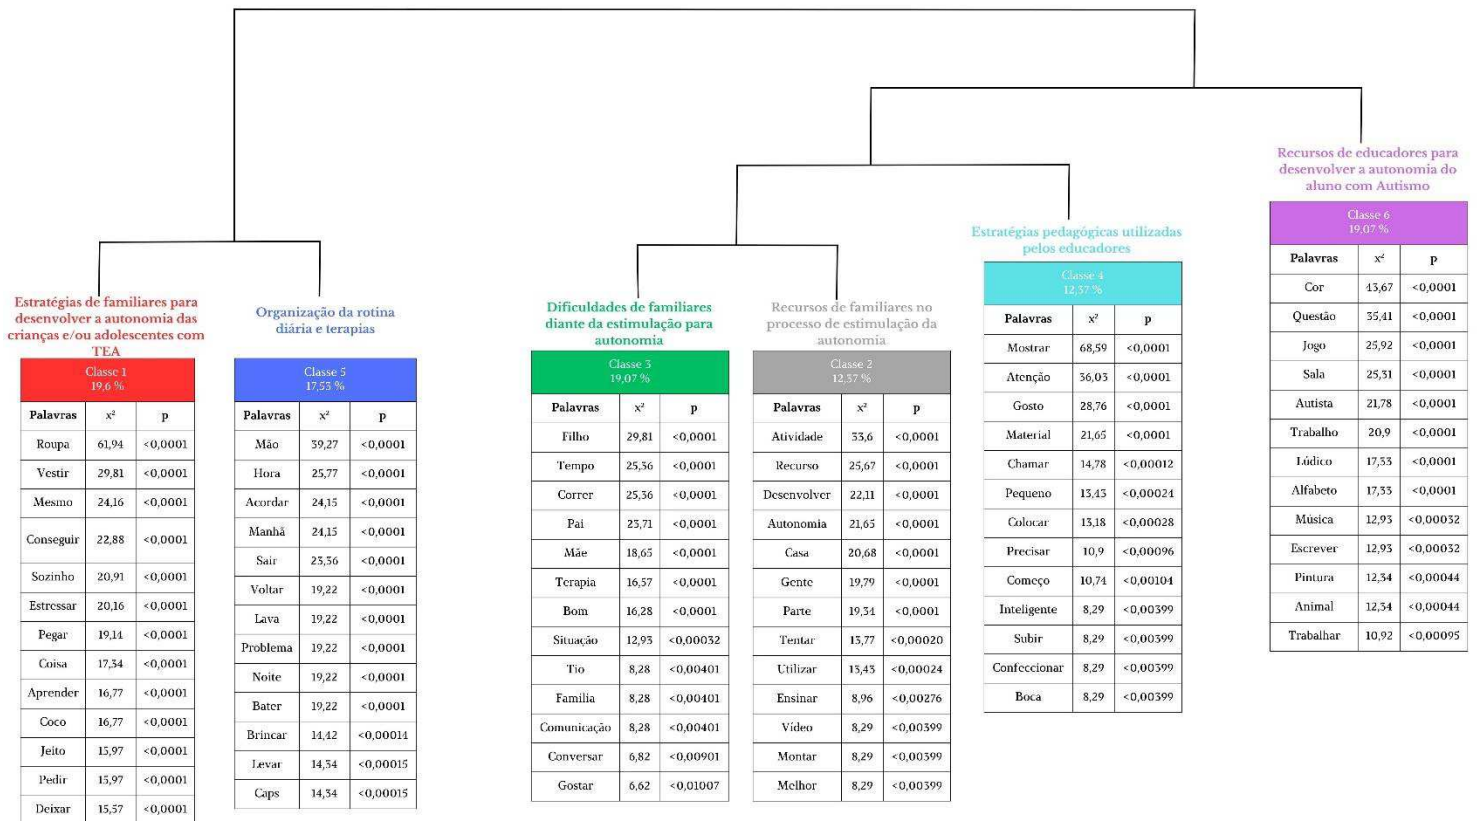 Estratégias de familiares para
desenvolver a autonomia das
crianças e/ou adolescentes com
TEA
Classe 1
19,6 %
Palavras x² p
Roupa 61,94 <0,0001
Vestir 29,81 <0,0001
Mesmo 24,16 <0,0001
Conseguir 22,88 <0,0001
Sozinho 20,91 <0,0001
Estressar 20,16 <0,0001
Pegar 19,14 <0,0001
Coisa 17,34 <0,0001
Aprender 16,77 <0,0001
Coco 16,77 <0,0001
Jeito 15,97 <0,0001
Pedir 15,97 <0,0001
Deixar 15,57 <0,0001
Organização da rotina
diária e terapias
Classe 5
17,53 %
Palavras x² p
Mão 39,27 <0,0001
Hora 25,77 <0,0001
Acordar 24,15 <0,0001
Manhã 24,15 <0,0001
Sair 23,36 <0,0001
Voltar 19,22 <0,0001
Lava 19,22 <0,0001
Problema 19,22 <0,0001
Noite 19,22 <0,0001
Bater 19,22 <0,0001
Brincar 14,42 <0,00014
Levar 14,34 <0,00015
Caps 14,34 <0,00015
Dificuldades de familiares
diante da estimulação para
autonomia
Classe 3
19,07 %
Palavras x² p
Filho 29,81 <0,0001
Tempo 25,36 <0,0001
Correr 25,36 <0,0001
Pai 23,71 <0,0001
Mãe 18,65 <0,0001
Terapia 16,57 <0,0001
Bom 16,28 <0,0001
Situação 12,93 <0,00032
Tio 8,28 <0,00401
Família 8,28 <0,00401
Comunicação 8,28 <0,00401
Conversar 6,82 <0,00901
Gostar 6,62 <0,01007
Recursos de familiares no
processo de estimulação da
autonomia
Classe 2
12,37 %
Palavras x² p
Atividade 33,6 <0,0001
Recurso 25,67 <0,0001
Desenvolver 22,11 <0,0001
Autonomia 21,65 <0,0001
Casa 20,68 <0,0001
Gente 19,79 <0,0001
Parte 19,34 <0,0001
Tentar 13,77 <0,00020
Utilizar 13,43 <0,00024
Ensinar 8,96 <0,00276
Vídeo 8,29 <0,00399
Montar 8,29 <0,00399
Melhor 8,29 <0,00399
Estratégias pedagógicas utilizadas
pelos educadores
Classe 4
12,37 %
Palavras x² p
Mostrar 68,59 <0,0001
Atenção 36,03 <0,0001
Gosto 28,76 <0,0001
Material 21,65 <0,0001
Chamar 14,78 <0,00012
Pequeno 13,43 <0,00024
Colocar 13,18 <0,00028
Precisar 10,9 <0,00096
Começo 10,74 <0,00104
Inteligente 8,29 <0,00399
Subir 8,29 <0,00399
Confeccionar 8,29 <0,00399
Boca 8,29 <0,00399
Recursos de educadores para
desenvolver a autonomia do
aluno com Autismo
Classe 6
19,07 %
Palavras x² p
Cor 43,67 <0,0001
Questão 35,41 <0,0001
Jogo 25,92 <0,0001
Sala 25,31 <0,0001
Autista 21,78 <0,0001
Trabalho 20,9 <0,0001
Lúdico 17,33 <0,0001
Alfabeto 17,33 <0,0001
Música 12,93 <0,00032
Escrever 12,93 <0,00032
Pintura 12,34 <0,00044
Animal 12,34 <0,00044
Trabalhar 10,92 <0,00095